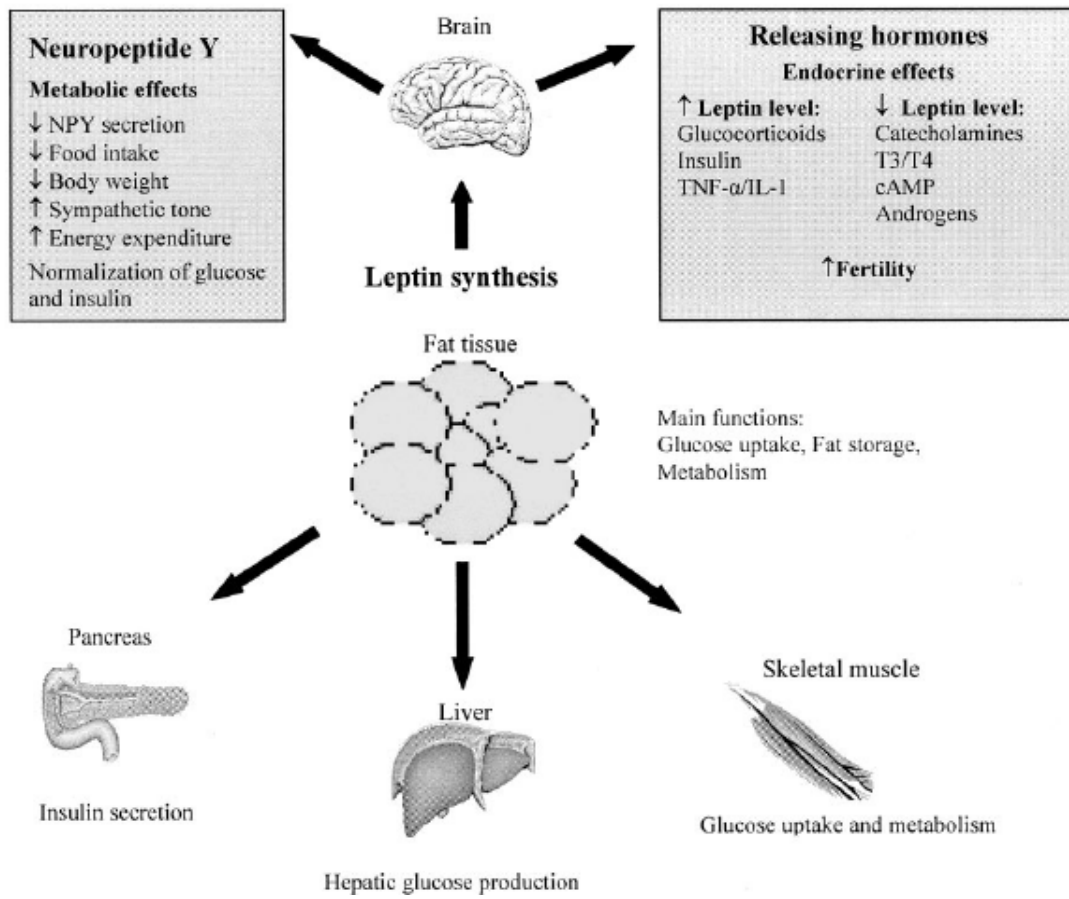 Brain
Neuropeptide Y
Metabolic effects
↓ NPY secretion
↓ Food intake
↓ Body weight
↑ Sympathetic tone
↑ Energy expenditure
Normalization of glucose
and insulin
Releasing hormones
Endocrine effects
↑ Leptin level:
Glucocorticoids
Insulin
TNF-α/IL-1
↓ Leptin level:
Catecholamines
T3/T4
cAMP
Androgens
↑Fertility
Leptin synthesis
Fat tissue
Main functions:
Glucose uptake, Fat storage,
Metabolism
Pancreas
Insulin secretion
Liver
Hepatic glucose production
Skeletal muscle
Glucose uptake and metabolism